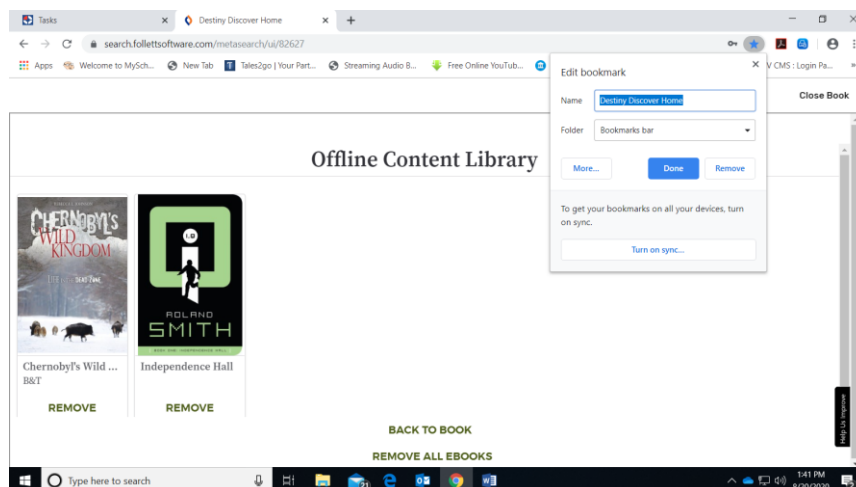 Tasks
Destiny Discover Home
search.follettsoftware.com/metasearch/ui/82627
Apps
Welcome to MySch...
New Tab
Tales2go | Your Part...
Streaming Audio B...
Free Online YouTub...
V CMS : Login Pa...
Close Book
Edit bookmark
Name
Destiny Discover Home
Folder
Bookmarks bar
More...
Done
Remove
To get your bookmarks on all your devices, turn
on sync.
Turn on sync...
Offline Content Library
CHERNOBYL'S
WILD
KINGDOM
I,Q
ROLAND
SMITH
Chernobyl's Wild ...
B&T
REMOVE
Independence Hall
REMOVE
BACK TO BOOK
REMOVE ALL EBOOKS
Help Us Improve
Type here to search
21
1:41 PM
8/20/2020